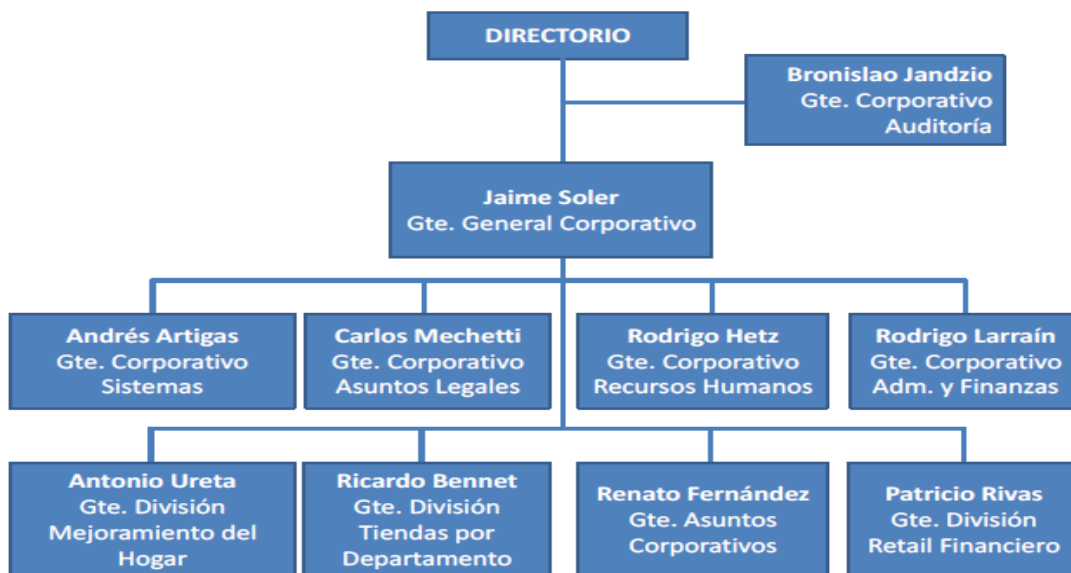 DIRECTORIO
Bronislao Jandzio
Gte. Corporativo
Auditoría
Jaime Soler
Gte. General Corporativo
Andrés Artigas
Gte. Corporativo
Sistemas
Carlos Mechetti
Gte. Corporativo
Asuntos Legales
Rodrigo Hetz
Gte. Corporativo
Recursos Humanos
Rodrigo Larraín
Gte. Corporativo
Adm. y Finanzas
Antonio Ureta
Gte. División
Mejoramiento del
Hogar
Ricardo Bennet
Gte. División
Tiendas por
Departamento
Renato Fernández
Gte. Asuntos
Corporativos
Patricio Rivas
Gte. División
Retail Financiero